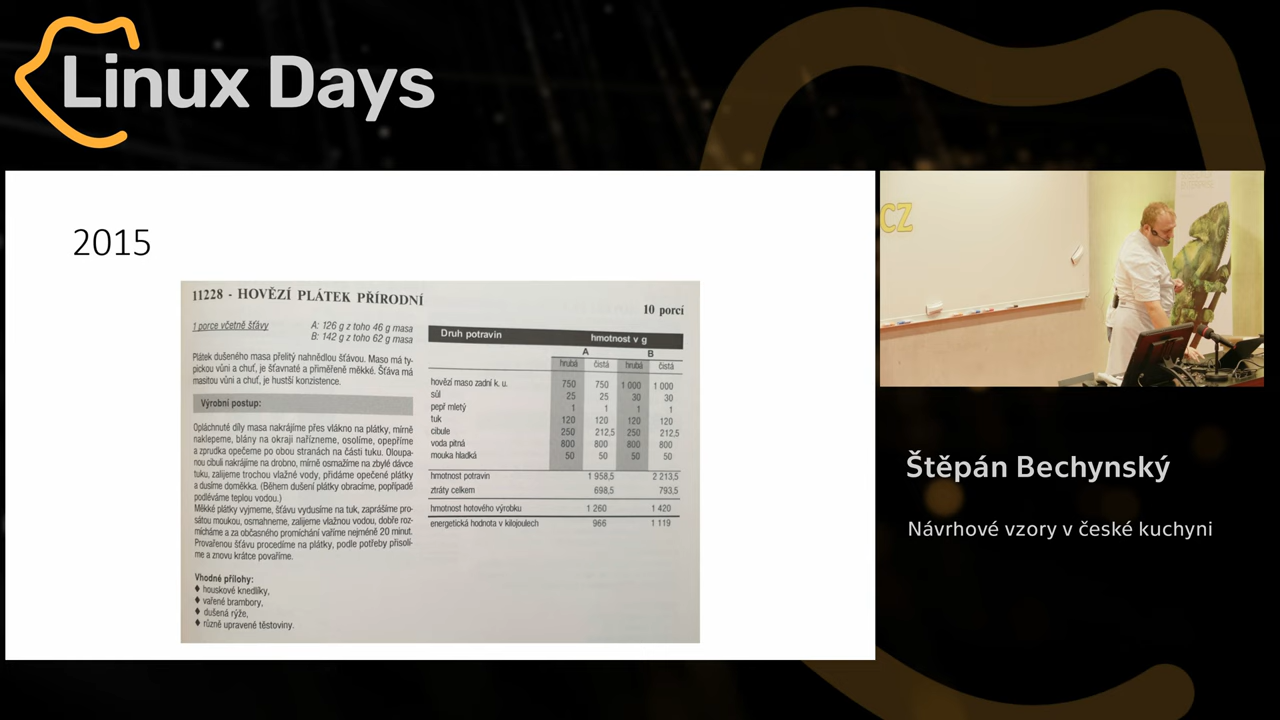 Linux Days
2015
11228 - HOVĚZÍ PLÁTEK PŘÍRODNÍ
10 porcí
1 porce včetně šťávy
A: 126 g z toho 46 g masa
B: 142 g z toho 62 g masa
Plátek dušeného masa přelitý nahnědlou šťávou. Maso má ty-
pickou vůni a chuť, je šťavnaté a přiměřeně měkké. Šťáva má
masitou vůni a chuť, je hustší konzistence.
Výrobní postup:
Opláchnuté díly masa nakrájíme přes vlákno na plátky, mírně
naklepeme, blány na okraji nařízneme, osolíme, opepříme
a zprudka opečeme po obou stranách na části tuku. Oloupa-
nou cibuli nakrájíme na drobno, mírně osmažíme na zbylé dávce
tuku, zalijeme trochou vlažné vody, přidáme opečené plátky
a dusíme doměkka. (Během dušení plátky obracíme, popřípadě
podléváme teplou vodou.)
Měkké plátky vyjmeme, šťávu vydusíme na tuk, zaprášíme pro-
sátou moukou, osmahneme, zalijeme vlažnou vodou, dobře roz-
mícháme a za občasného promíchání vaříme nejméně 20 minut.
Provařenou šťávu procedíme na plátky, podle potřeby přisolí-
me a znovu krátce povaříme.
Vhodné přílohy:
♦ houskové knedlíky,
♦ vařené brambory,
♦ dušená rýže,
♦ různě upravené těstoviny.
Druh potravin hmotnost v g
A B
hrubá čistá hrubá čistá
hovězí maso zadní k. u. 750 750 1 000 1 000
sůl 25 25 30 30
pepř mletý 1 1 1 1
tuk 120 120 120 120
cibule 250 212,5 250 212,5
voda pitná 800 800 800 800
mouka hladká 50 50 50 50
hmotnost potravin 1 958,5 2 213,5
ztráty celkem 698,5 793,5
hmotnost hotového výrobku 1 260 1 420
energetická hodnota v kilojoulech 966 1 119
CZ
Štěpán Bechynský
Návrhové vzory v české kuchyni